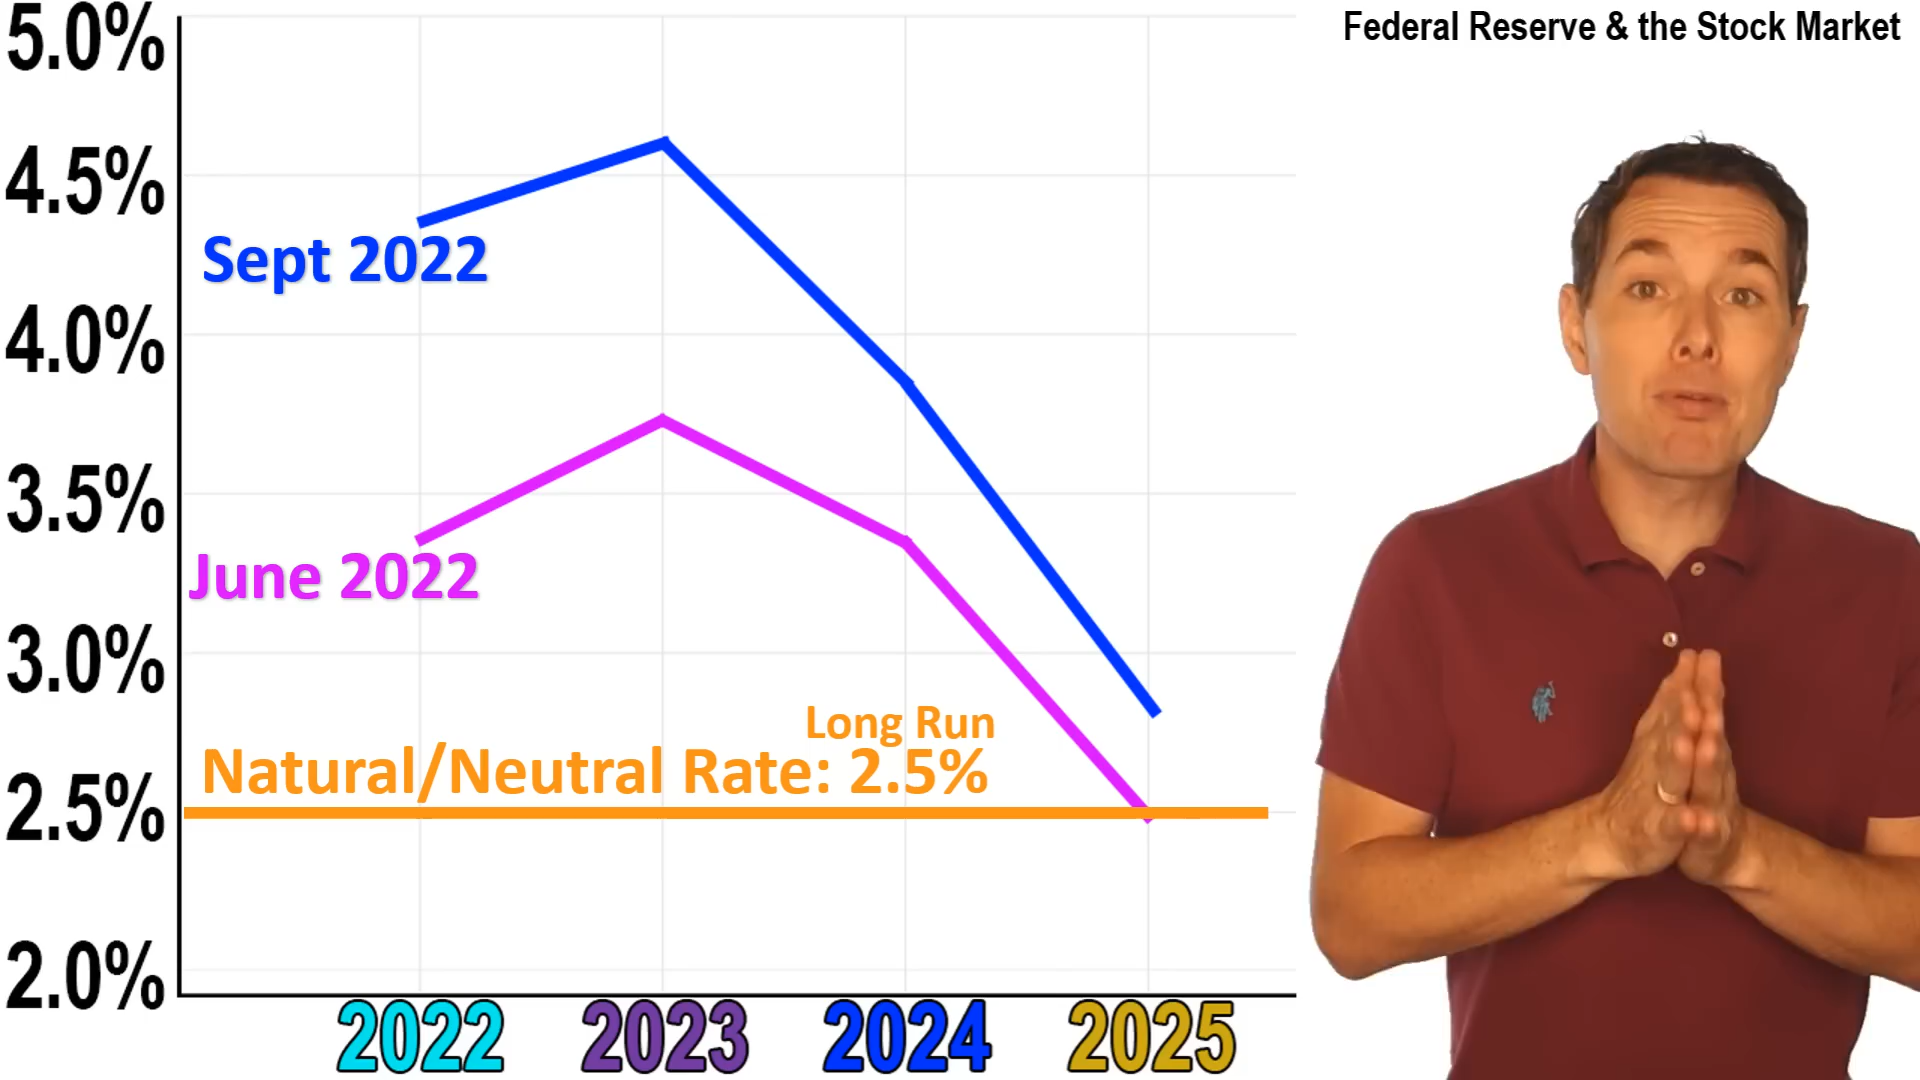 Federal Reserve & the Stock Market
5.0%
4.5%
Sept 2022
4.0%
3.5%
June 2022
3.0%
Long Run
Natural/Neutral Rate: 2.5%
2.5%
2.0%
2022 2023 2024 2025